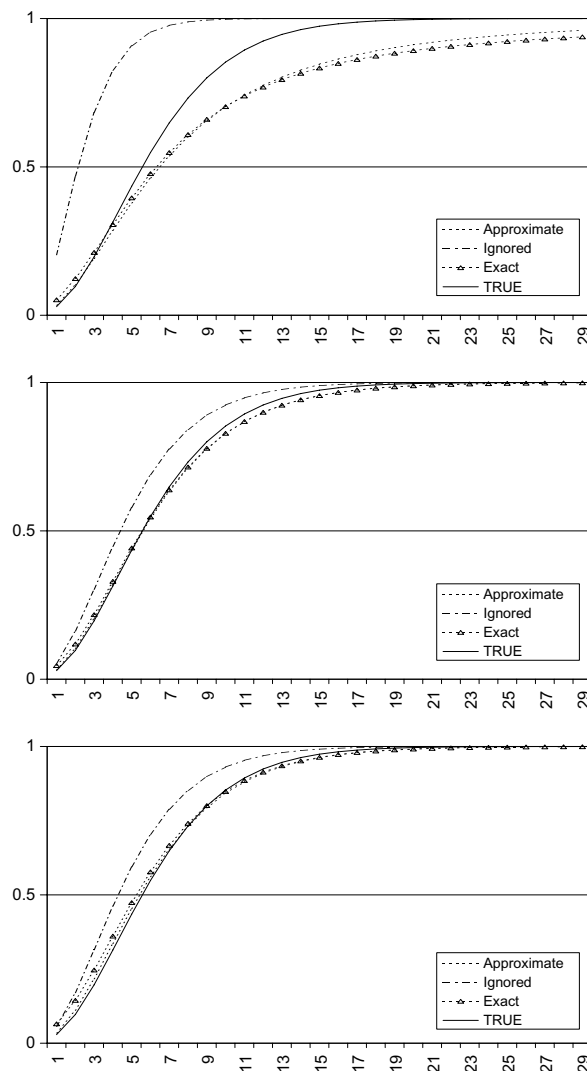 1
0.5
Approximate
Ignored
Exact
TRUE
0
1 3 5 7 9 11 13 15 17 19 21 23 25 27 29
1
0.5
Approximate
Ignored
Exact
TRUE
0
1 3 5 7 9 11 13 15 17 19 21 23 25 27 29
1
0.5
Approximate
Ignored
Exact
TRUE
0
1 3 5 7 9 11 13 15 17 19 21 23 25 27 29